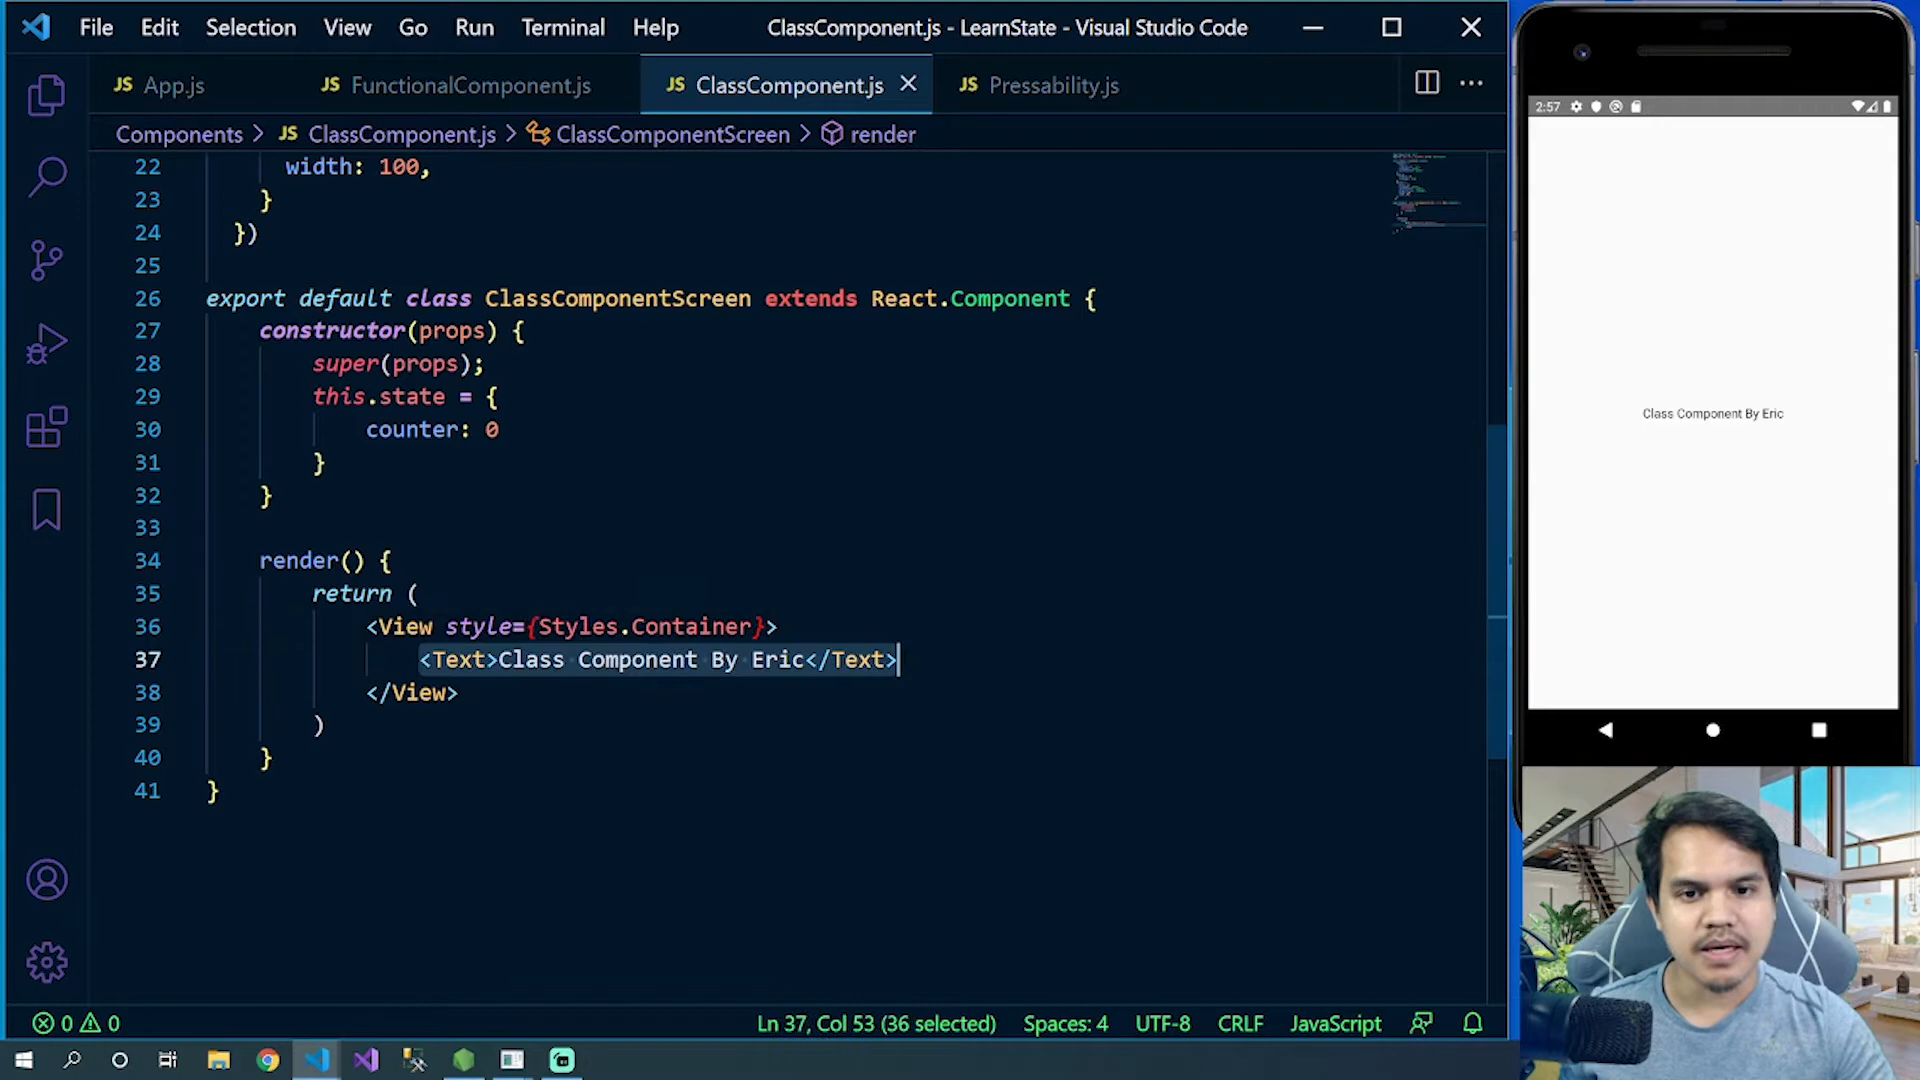 File Edit Selection View Go Run Terminal Help ClassComponent.js - LearnState - Visual Studio Code
JS App.js JS FunctionalComponent.js JS ClassComponent.js JS Pressability.js
Components > JS ClassComponent.js > ClassComponentScreen > render
22 width: 100,
23 }
24 })
25
26 export default class ClassComponentScreen extends React.Component {
27 constructor(props) {
28 super(props);
29 this.state = {
30 counter: 0
31 }
32 }
33
34 render() {
35 return (
36 <View style={Styles.Container}>
37 <Text>Class Component By Eric</Text>
38 </View>
39 )
40 }
41 }
0 0 Ln 37, Col 53 (36 selected) Spaces: 4 UTF-8 CRLF JavaScript
2:57
Class Component By Eric